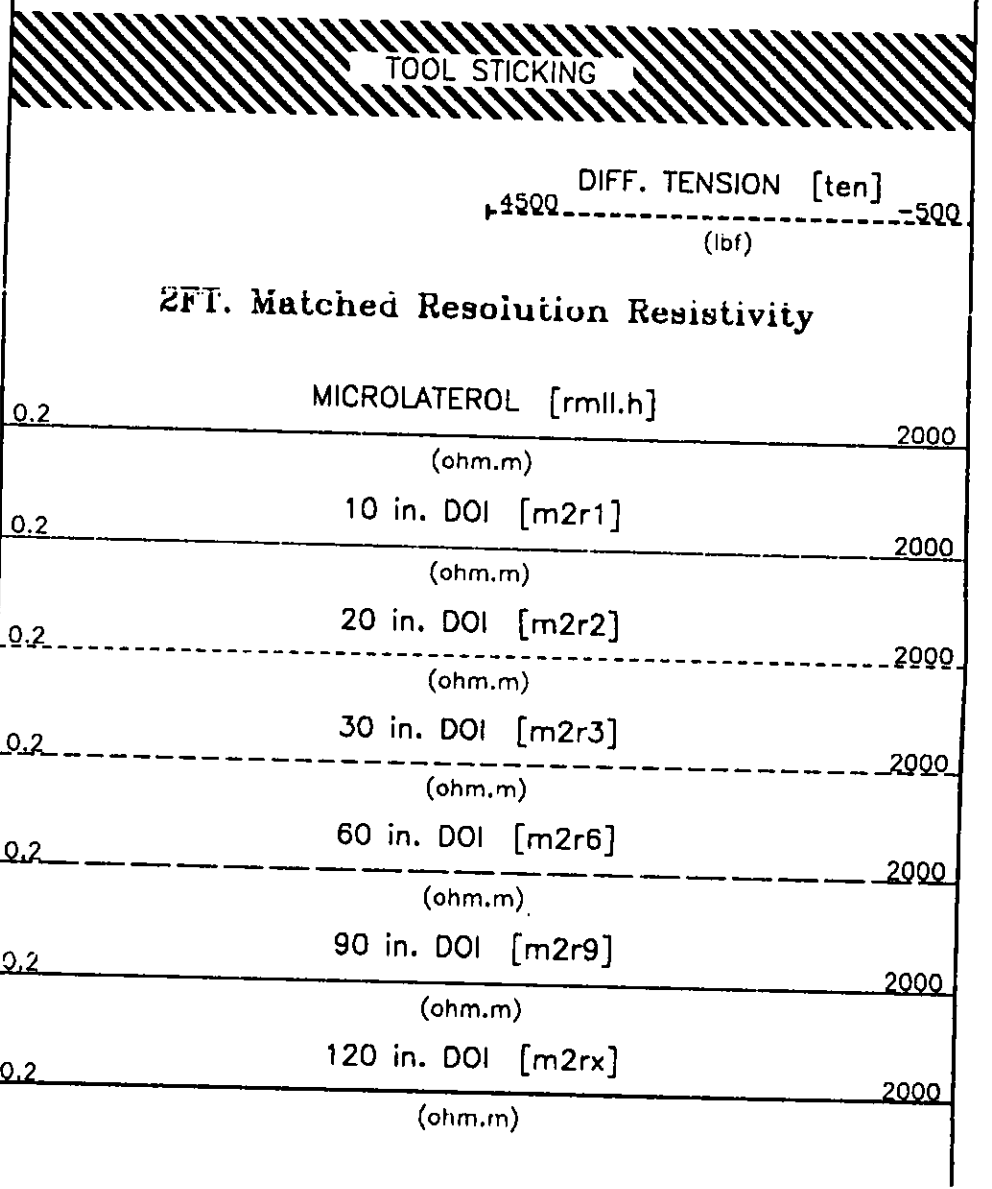 TOOL STICKING
DIFF. TENSION [ten]
4500 -500
(lbf)
2FT. Matched Resolution Resistivity
MICROLATEROL [rmll.h]
0.2 2000
(ohm.m)
10 in. DOI [m2r1]
0.2 2000
(ohm.m)
20 in. DOI [m2r2]
0.2 2000
(ohm.m)
30 in. DOI [m2r3]
0.2 2000
(ohm.m)
60 in. DOI [m2r6]
0.2 2000
(ohm.m)
90 in. DOI [m2r9]
0.2 2000
(ohm.m)
120 in. DOI [m2rx]
0.2 2000
(ohm.m)